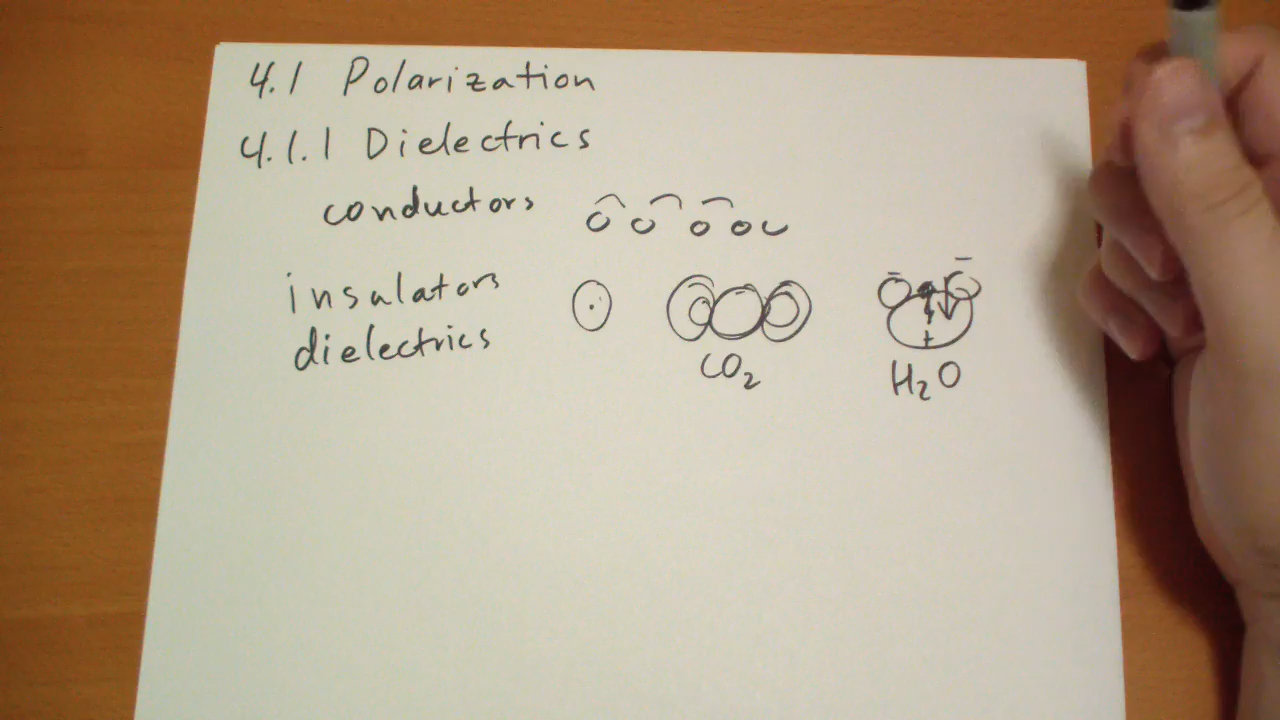 4.1 Polarization
4.1.1 Dielectrics
conductors
insulators
dielectrics
- -
+
CO2
H2O